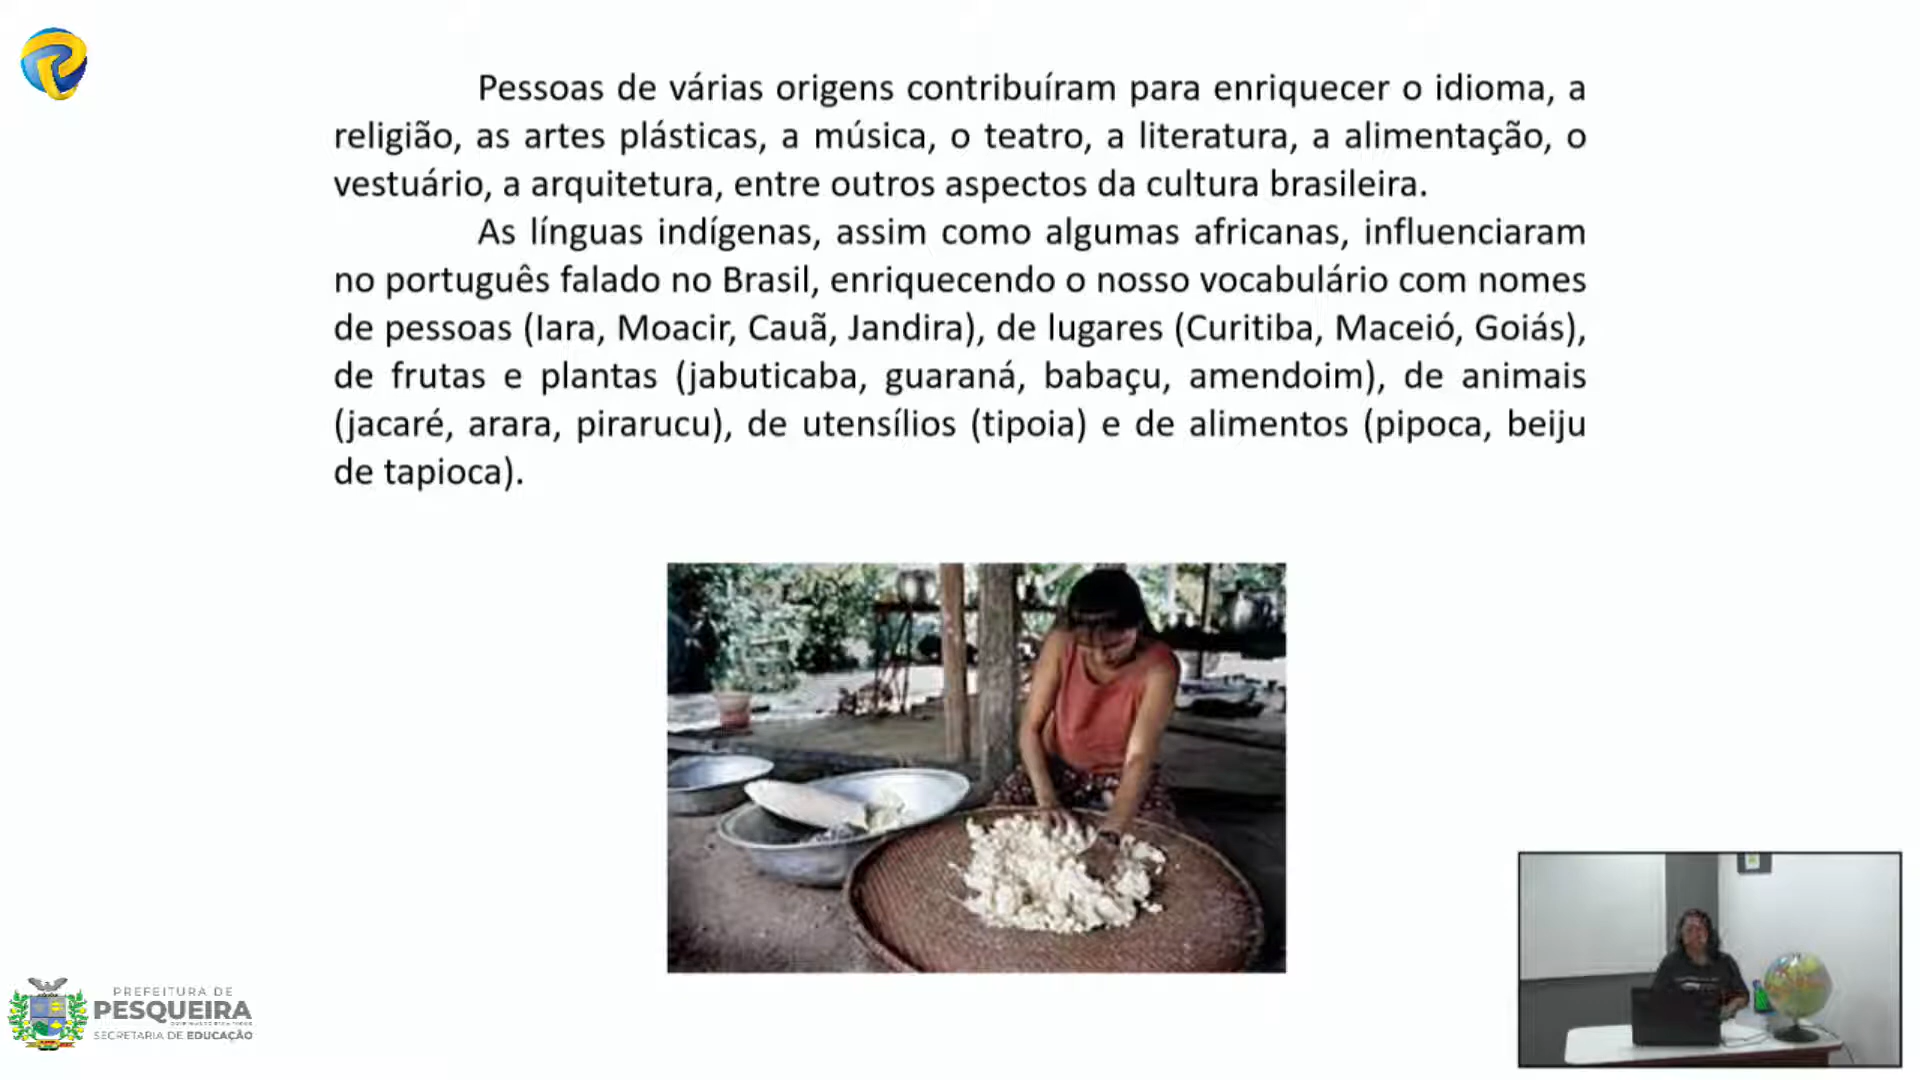 Pessoas de várias origens contribuíram para enriquecer o idioma, a
religião, as artes plásticas, a música, o teatro, a literatura, a alimentação, o
vestuário, a arquitetura, entre outros aspectos da cultura brasileira.
As línguas indígenas, assim como algumas africanas, influenciaram
no português falado no Brasil, enriquecendo o nosso vocabulário com nomes
de pessoas (Iara, Moacir, Cauã, Jandira), de lugares (Curitiba, Maceió, Goiás),
de frutas e plantas (jabuticaba, guaraná, babaçu, amendoim), de animais
(jacaré, arara, pirarucu), de utensílios (tipoia) e de alimentos (pipoca, beiju
de tapioca).
PREFEITURA DE
PESQUEIRA
SECRETARIA DE EDUCAÇÃO